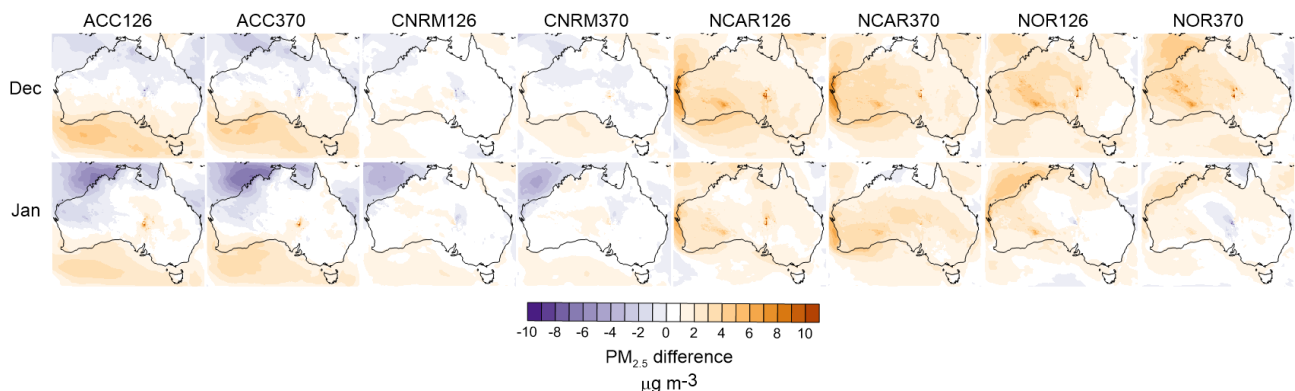 ACC126 ACC370 CNRM126 CNRM370 NCAR126 NCAR370 NOR126 NOR370
Dec
Jan
-10 -8 -6 -4 -2 0 2 4 6 8 10
PM2.5 difference
µg m-3